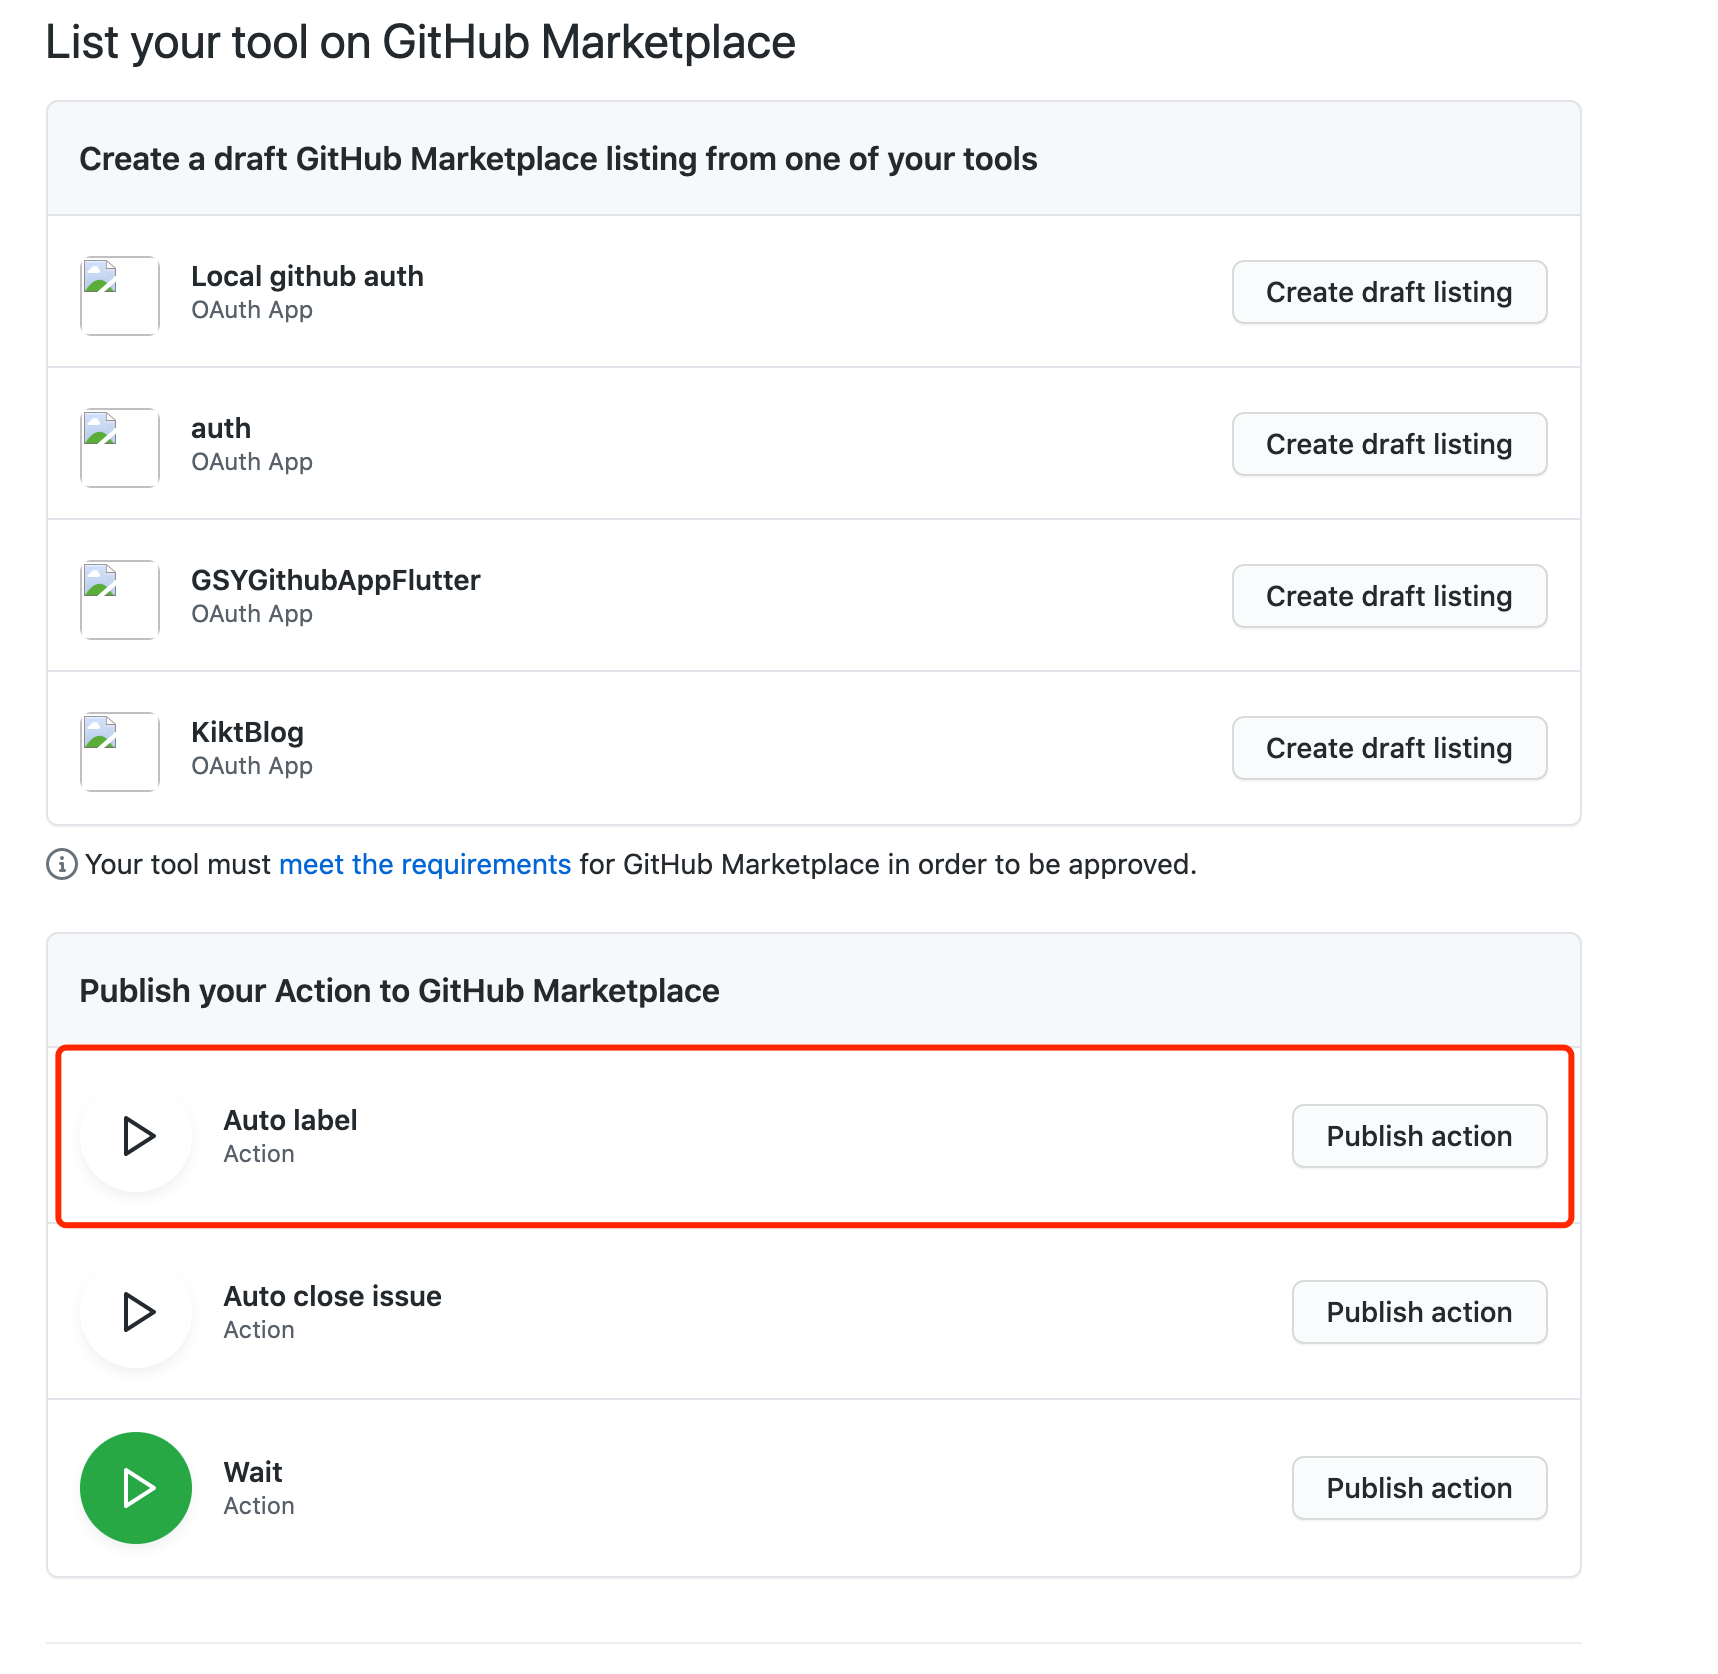 List your tool on GitHub Marketplace
Create a draft GitHub Marketplace listing from one of your tools
Local github auth
OAuth App
Create draft listing
auth
OAuth App
Create draft listing
GSYGithubAppFlutter
OAuth App
Create draft listing
KiktBlog
OAuth App
Create draft listing
Your tool must meet the requirements for GitHub Marketplace in order to be approved.
Publish your Action to GitHub Marketplace
Auto label
Action
Publish action
Auto close issue
Action
Publish action
Wait
Action
Publish action